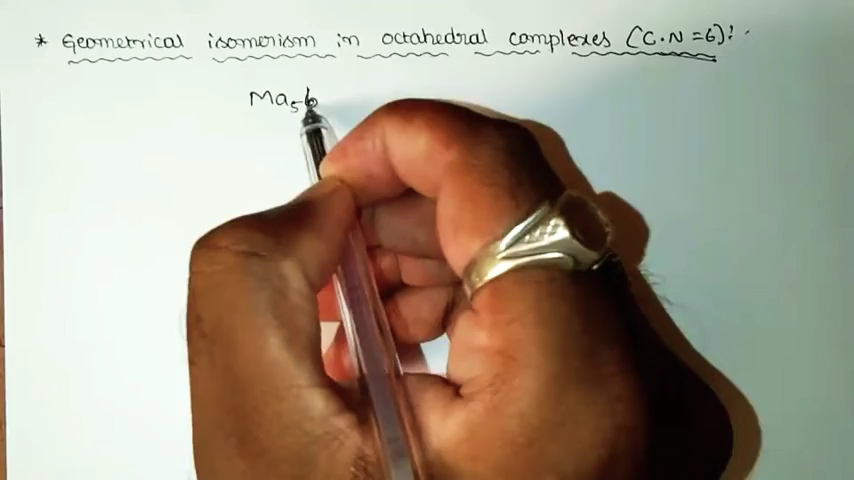 * Geometrical isomerism in octahedral complexes (C.N=6):
Ma₅b